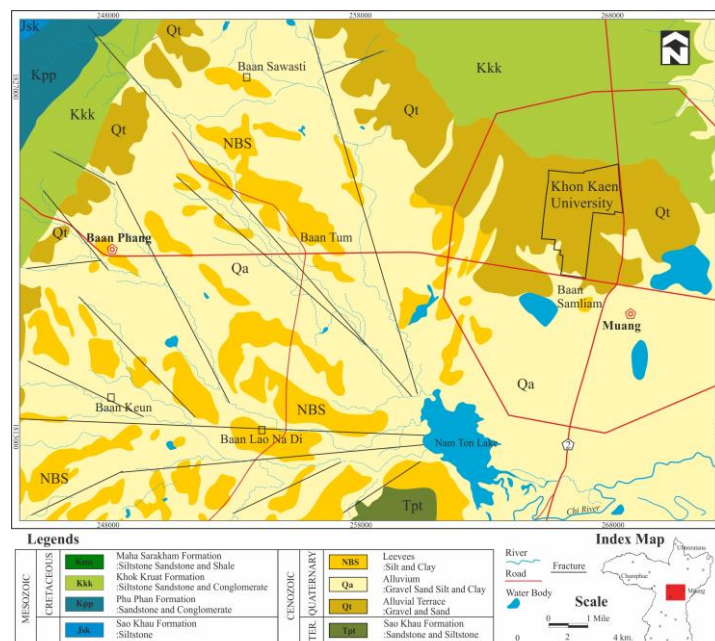 248000
258000
268000
Jsk
Qt
Kpp
Kkk
Qt
NBS
Baan Sawasti
Qt
Kkk
N
1827000
Khon Kaen
University
Qt
Qt
Baan Phang
Baan Tum
Qa
Baan
Samliam
Muang
Qa
Baan Keun
NBS
Baan Lao Na Di
Nam Ton Lake
2
NBS
Tpt
Chi River
248000
258000
268000
Legends
Index Map
MESOZOIC
CRETACEOUS
Maha Sarakham Formation
:Siltstone Sandstone and Shale
Kkk
Khok Kruat Formation
:Siltstone Sandstone and Conglomerate
Kpp
Phu Phan Formation
:Sandstone and Conglomerate
Jsk
Sao Khau Formation
:Siltstone
CENOZOIC
QUATERNARY
TER.
NBS
Leevees
:Silt and Clay
Qa
Alluvium
:Gravel Sand Silt and Clay
Qt
Alluvial Terrace
:Gravel and Sand
Tpt
Sao Khau Formation
:Sandstone and Siltstone
River
Road
Fracture
Water Body
Scale
0 1 Mile
0 2 4 km.
Muang